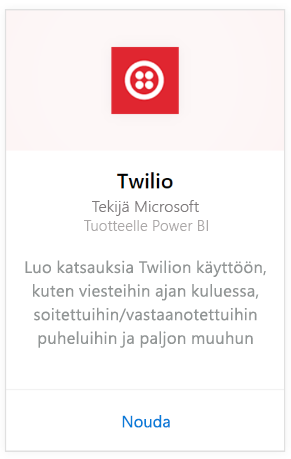 Twilio
Tekijä Microsoft
Tuotteelle Power BI
Luo katsauksia Twilion käyttöön,
kuten viesteihin ajan kuluessa,
soitettuihin/vastaanotettuihin
puheluihin ja paljon muuhun
Nouda